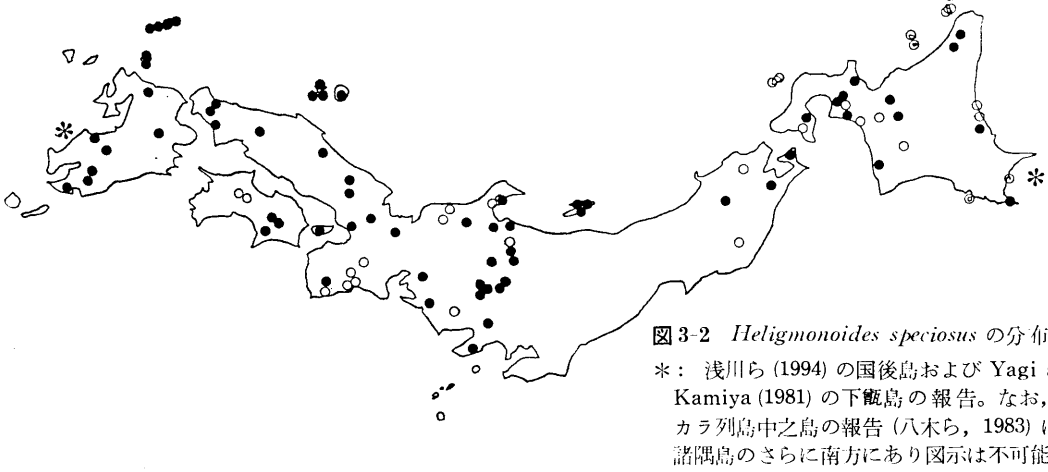 図3-2 Heligmonoides speciosus の分布
*: 浅川ら (1994) の国後島および Yagi
Kamiya (1981) の下甑島の報告。なお,
カラ列島中之島の報告 (八木ら, 1983)
諸隅島のさらに南方にあり図示は不可能